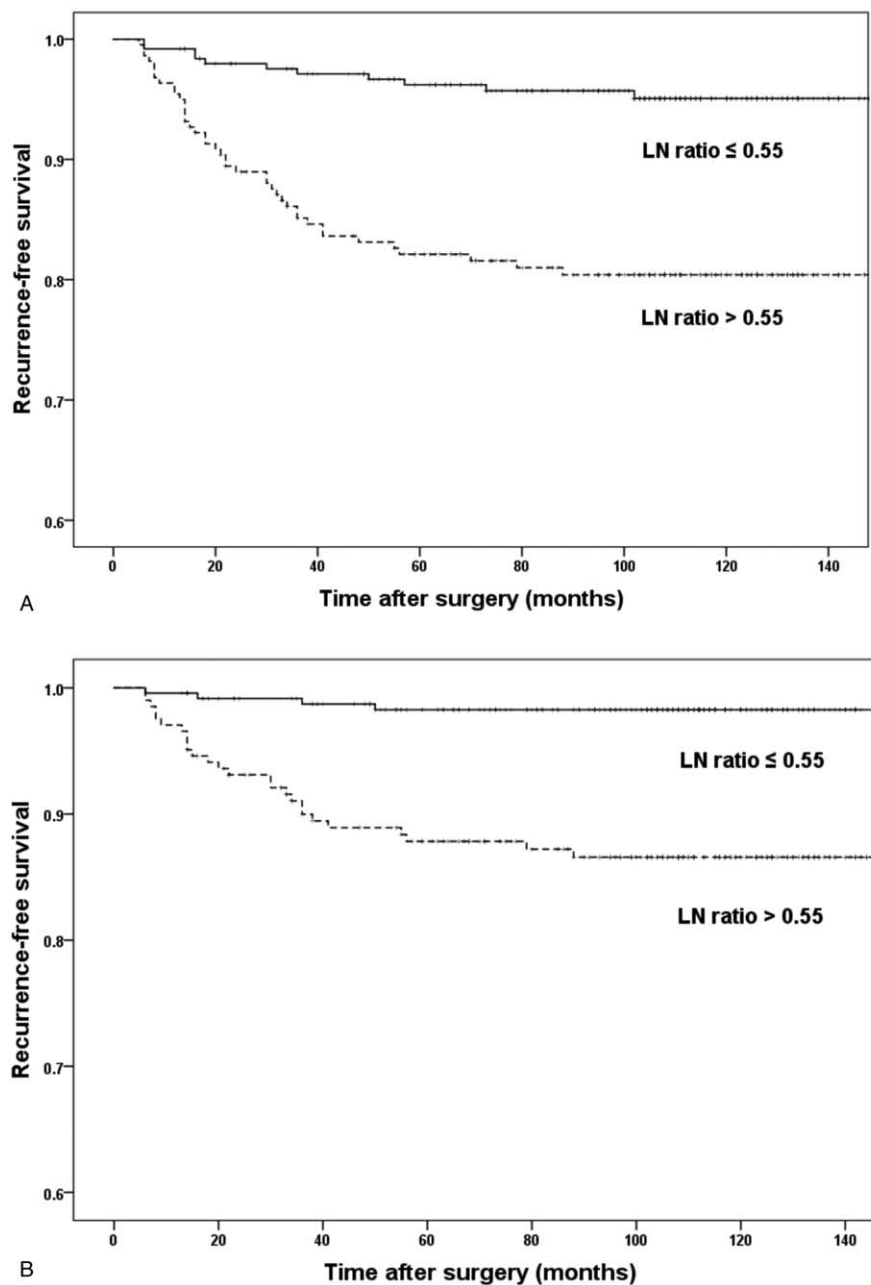 1.0
0.9
0.8
0.7
0.6
Recurrence-free survival
LN ratio ≤ 0.55
LN ratio > 0.55
0 20 40 60 80 100 120 140
Time after surgery (months)
A
1.0
0.9
0.8
0.7
0.6
Recurrence-free survival
LN ratio ≤ 0.55
LN ratio > 0.55
0 20 40 60 80 100 120 140
Time after surgery (months)
B